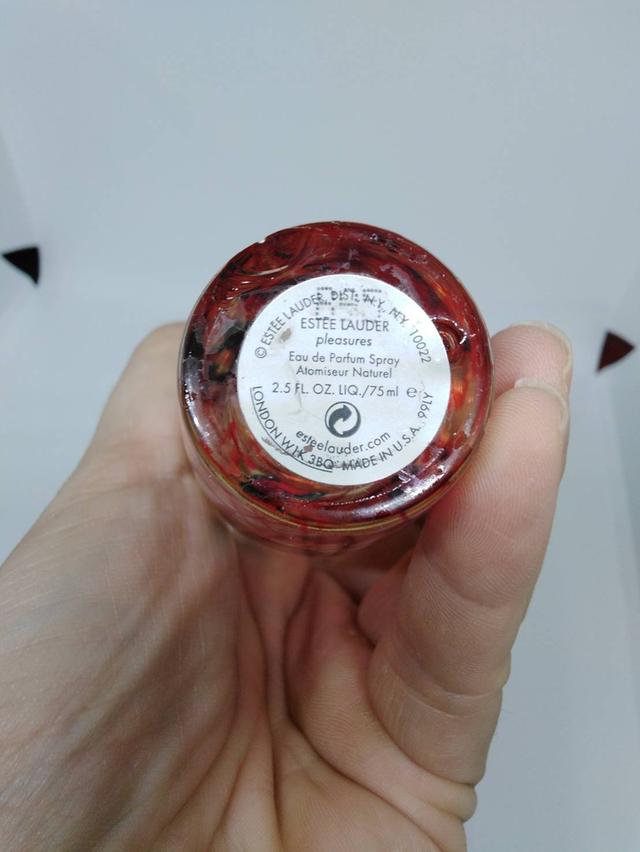 © ESTEE LAUDER, DIST., N.Y., N.Y. 10022
ESTEE LAUDER
pleasures
Eau de Parfum Spray
Atomiseur Naturel
2.5 FL. OZ. LIQ./75 ml ℮
esteelauder.com
LONDON W1K 3BQ MADE IN U.S.A. 99LY